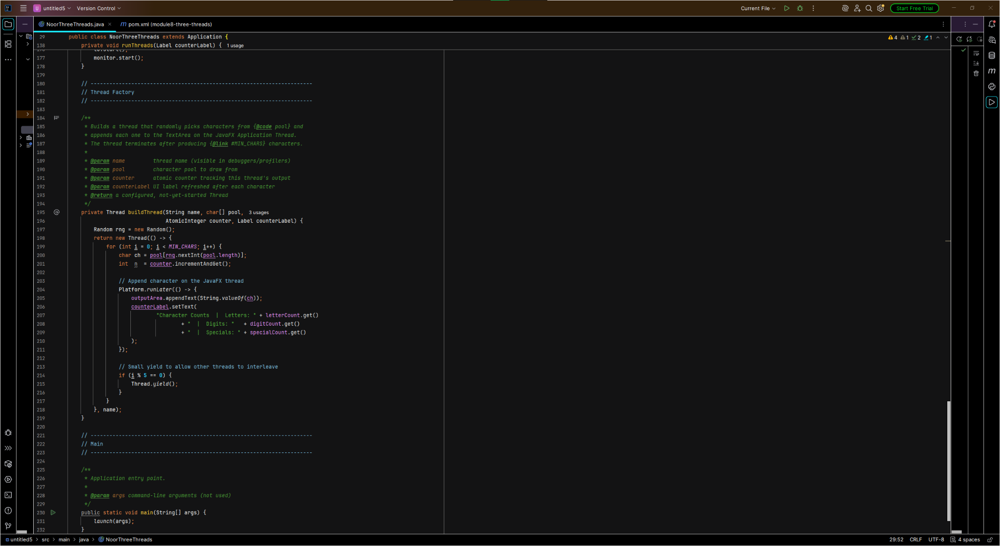 U untitled5 Version Control Current File Start Free Trial
NoorThreeThreads.java m pom.xml (module8-three-threads)
29 public class NoorThreeThreads extends Application { 4 1 2 1
138 private void runThreads(Label counterLabel) { 1 usage
177 monitor.start();
178 }
179
180 // -----------------------------------------------------------------------
181 // Thread Factory
182 // -----------------------------------------------------------------------
183
184 /**
185 * Builds a thread that randomly picks characters from {@code pool} and
186 * appends each one to the TextArea on the JavaFX Application Thread.
187 * The thread terminates after producing {@link #MIN_CHARS} characters.
188 *
189 * @param name thread name (visible in debuggers/profilers)
190 * @param pool character pool to draw from
191 * @param counter atomic counter tracking this thread's output
192 * @param counterLabel UI label refreshed after each character
193 * @return a configured, not-yet-started Thread
194 */
195 private Thread buildThread(String name, char[] pool, 3 usages
196 AtomicInteger counter, Label counterLabel) {
197 Random rng = new Random();
198 return new Thread(() -> {
199 for (int i = 0; i < MIN_CHARS; i++) {
200 char ch = pool[rng.nextInt(pool.length)];
201 int n = counter.incrementAndGet();
202
203 // Append character on the JavaFX thread
204 Platform.runLater(() -> {
205 outputArea.appendText(String.valueOf(ch));
206 counterLabel.setText(
207 "Character Counts | Letters: " + letterCount.get()
208 + " | Digits: " + digitCount.get()
209 + " | Specials: " + specialCount.get()
210 );
211 });
212
213 // Small yield to allow other threads to interleave
214 if (i % 5 == 0) {
215 Thread.yield();
216 }
217 }
218 }, name);
219 }
220
221 // -----------------------------------------------------------------------
222 // Main
223 // -----------------------------------------------------------------------
224
225 /**
226 * Application entry point.
227 *
228 * @param args command-line arguments (not used)
229 */
230 public static void main(String[] args) {
231 launch(args);
232 }
untitled5 > src > main > java > NoorThreeThreads 29:52 CRLF UTF-8 4 spaces